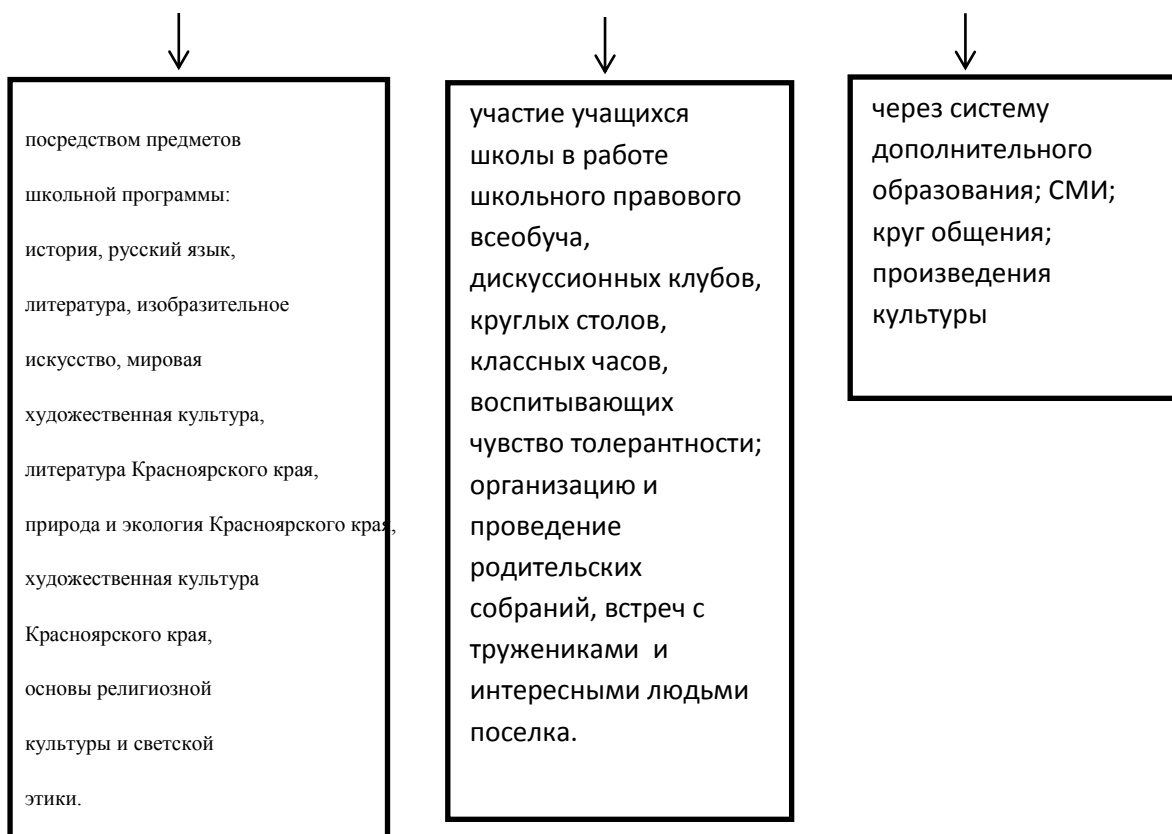 посредством предметов
школьной программы:
история, русский язык,
литература, изобразительное
искусство, мировая
художественная культура,
литература Красноярского края,
природа и экология Красноярского края,
художественная культура
Красноярского края,
основы религиозной
культуры и светской
этики.
участие учащихся
школы в работе
школьного правового
всеобуча,
дискуссионных клубов,
круглых столов,
классных часов,
воспитывающих
чувство толерантности;
организацию и
проведение
родительских
собраний, встреч с
тружениками  и
интересными людьми
поселка.
через систему
дополнительного
образования; СМИ;
круг общения;
произведения
культуры